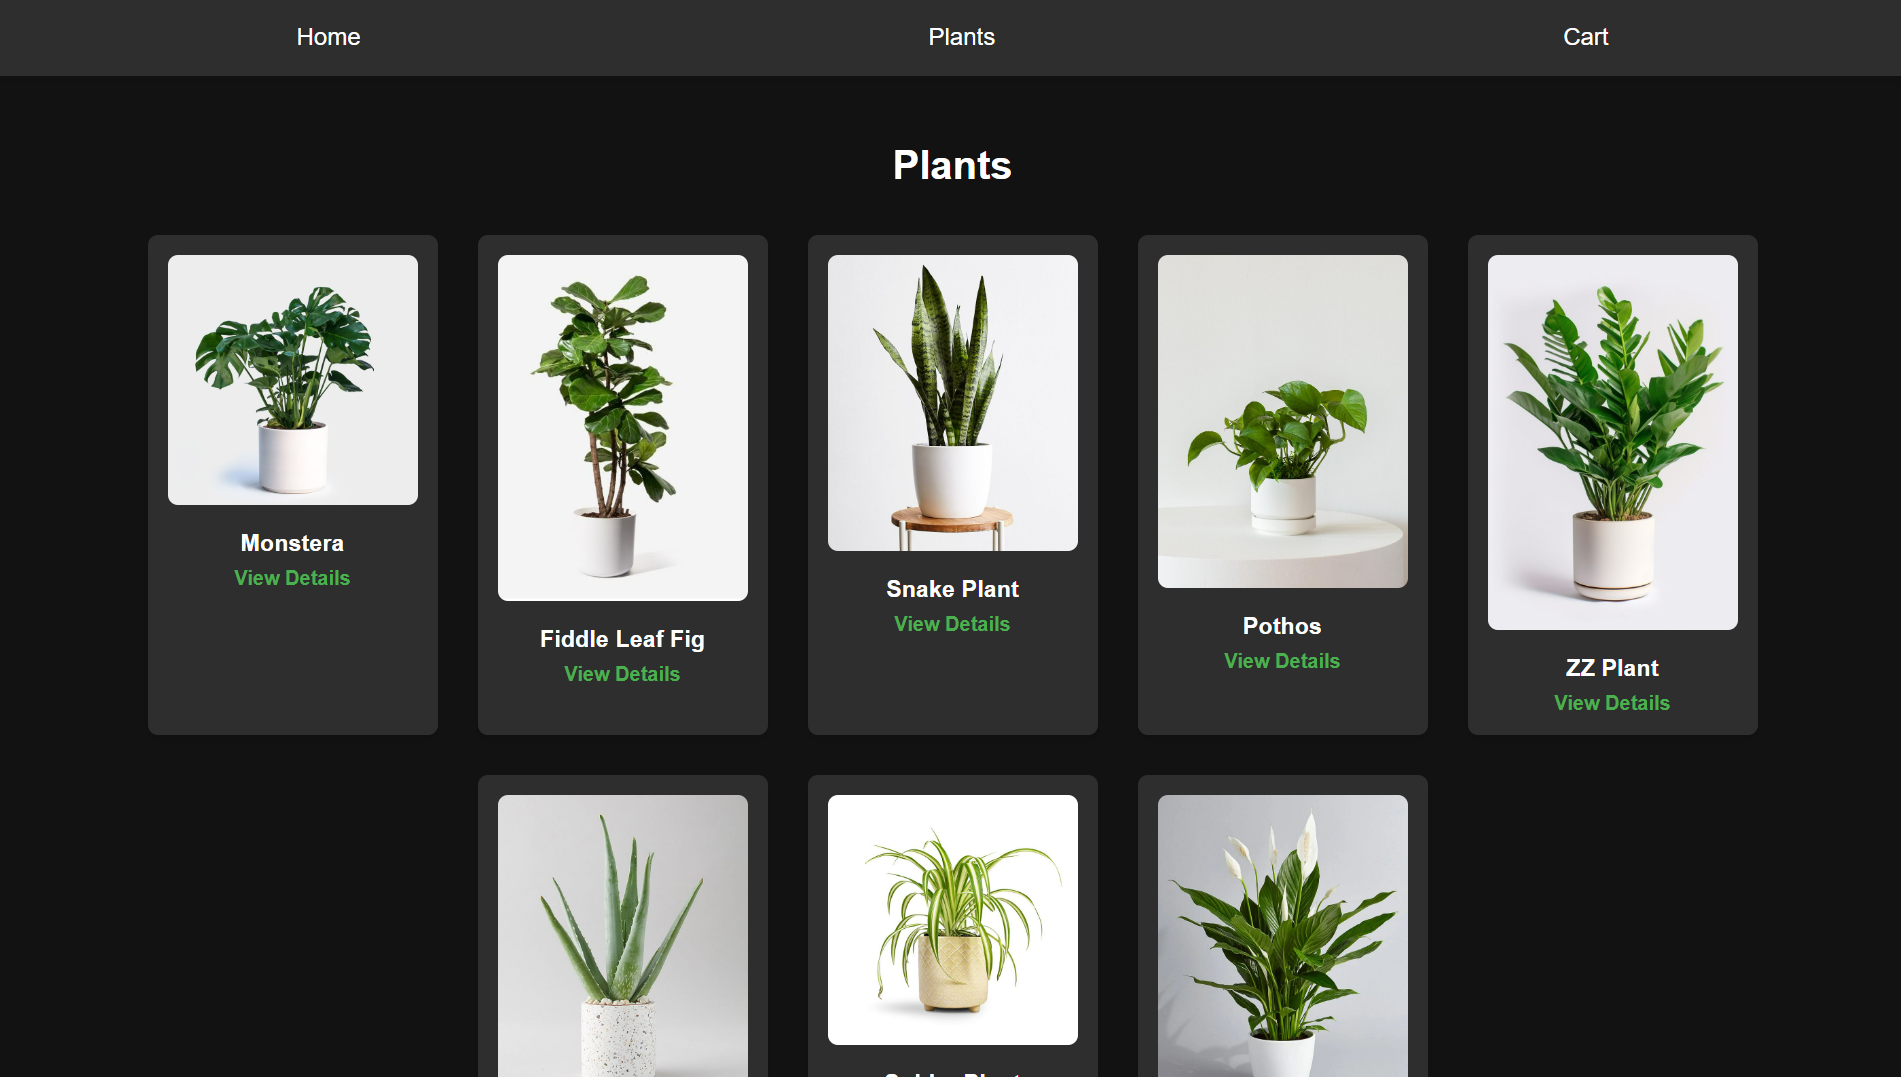 Home
Plants
Cart
Plants
Monstera
View Details
Fiddle Leaf Fig
View Details
Snake Plant
View Details
Pothos
View Details
ZZ Plant
View Details